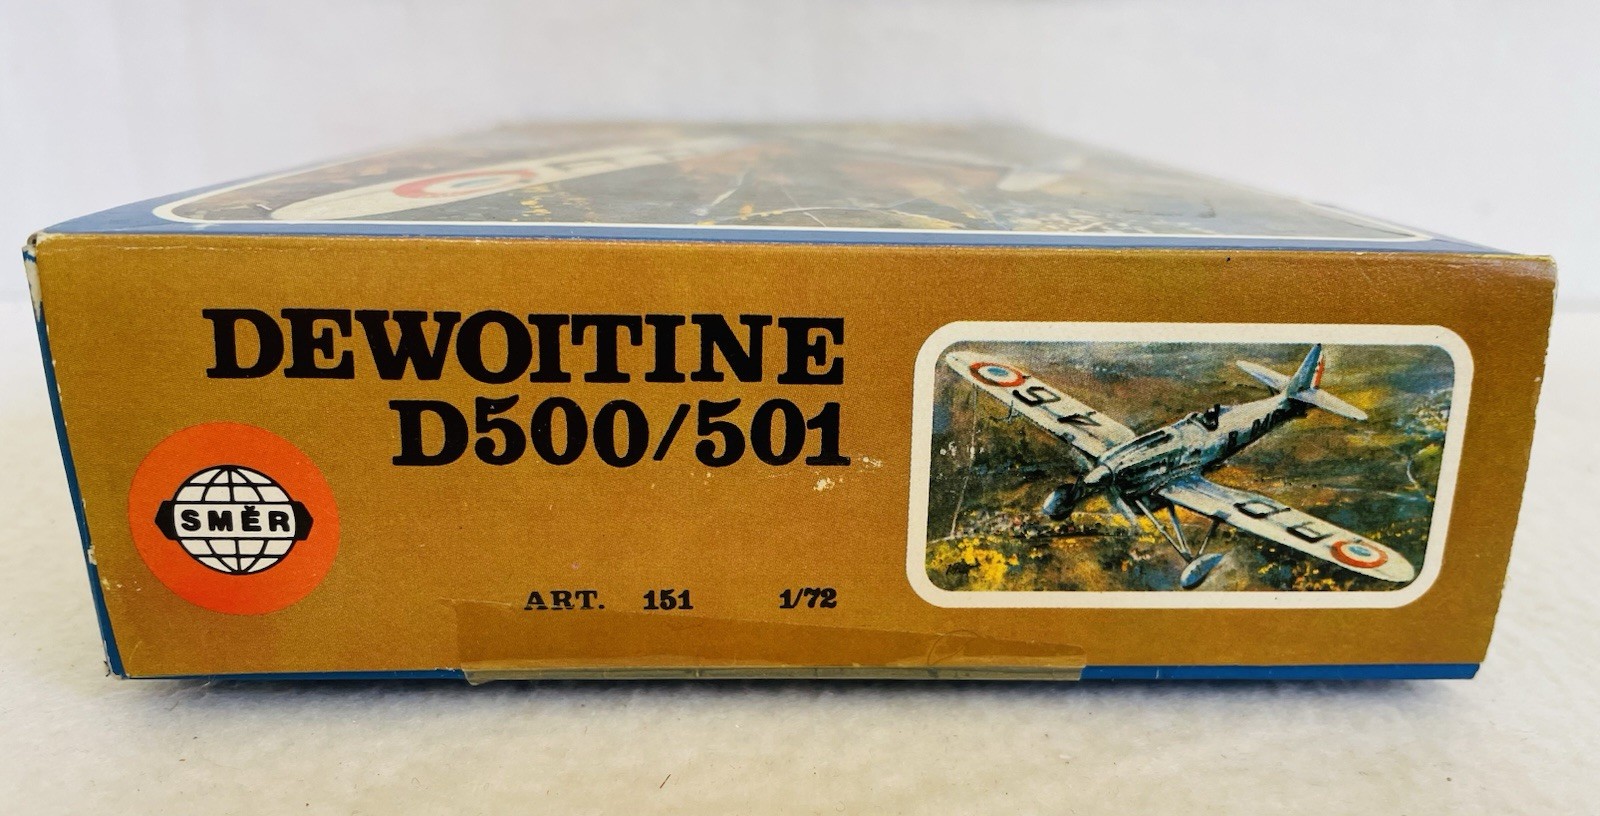 DEWOITINE
D500/501
SMĚR
ART. 151 1/72